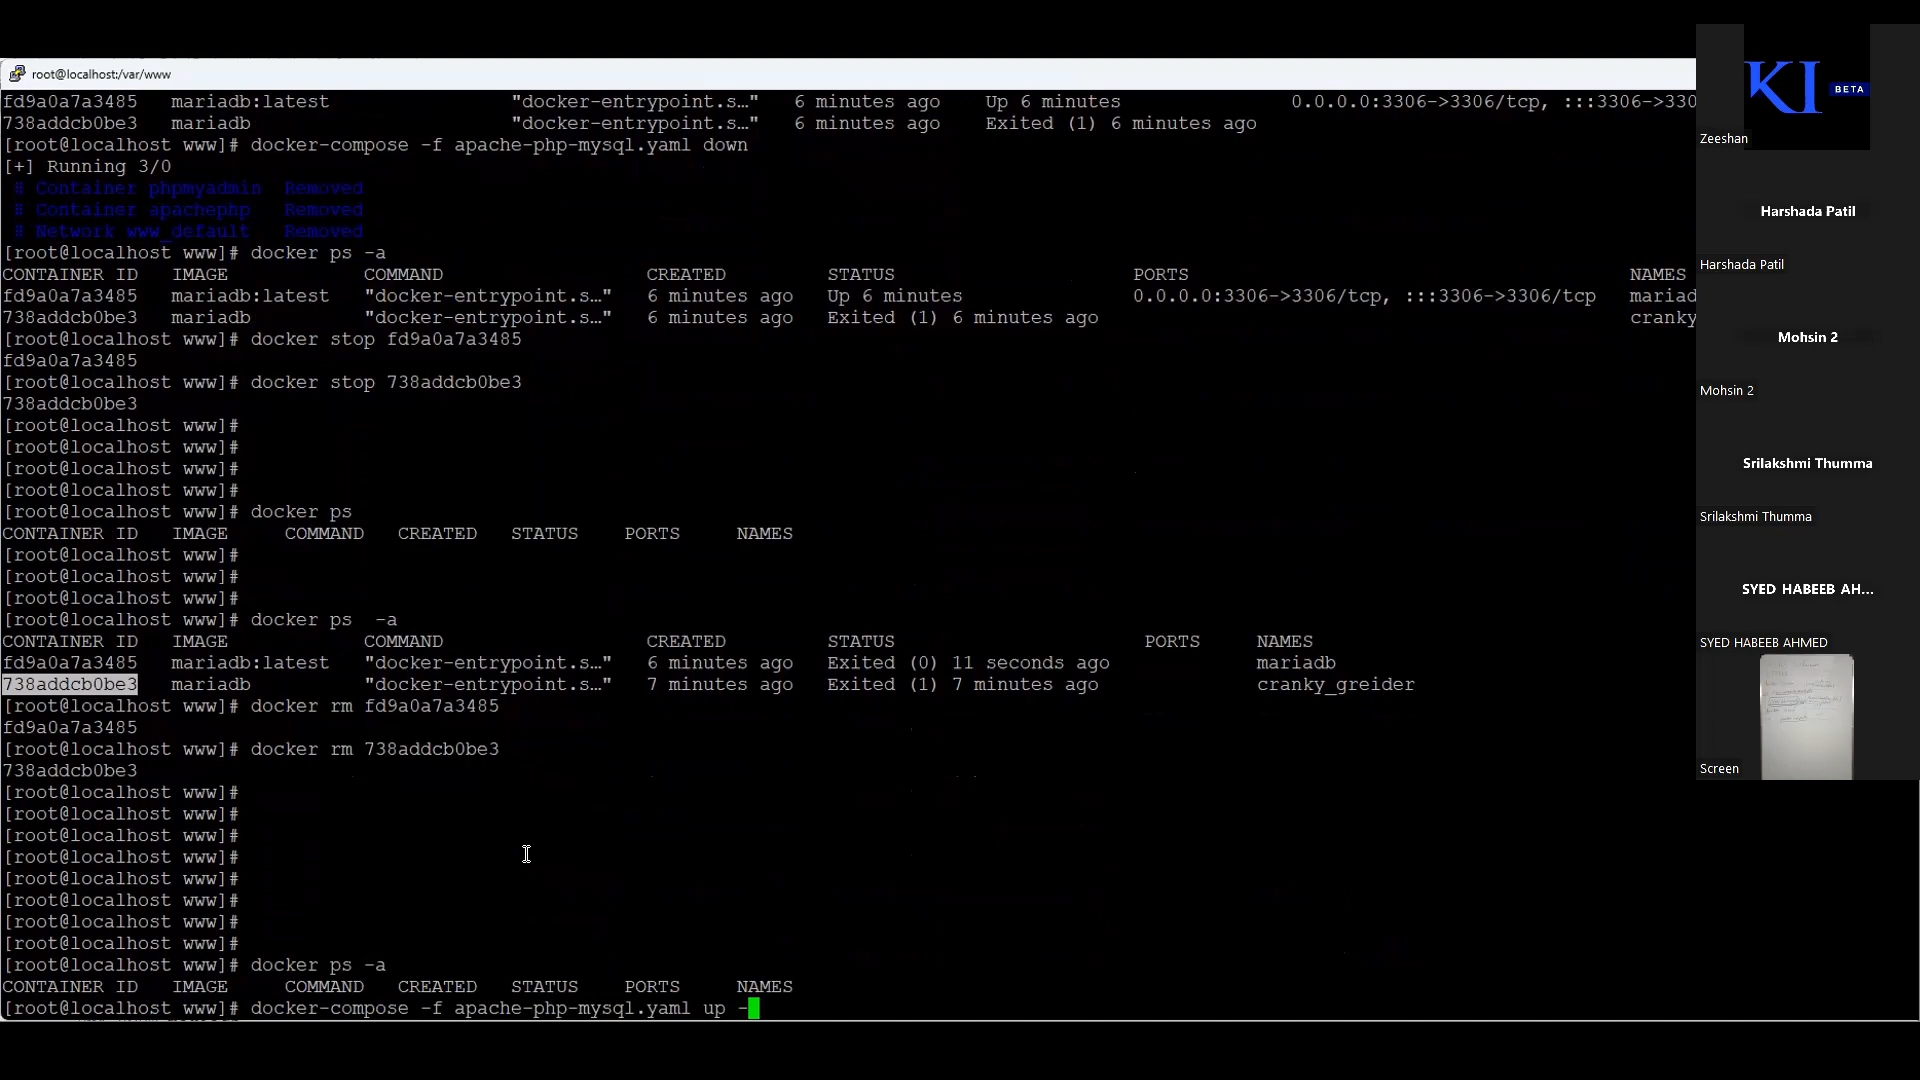 root@localhost:/var/www
fd9a0a7a3485 mariadb:latest "docker-entrypoint.s…" 6 minutes ago Up 6 minutes 0.0.0.0:3306->3306/tcp, :::3306->330
738addcb0be3 mariadb "docker-entrypoint.s…" 6 minutes ago Exited (1) 6 minutes ago
[root@localhost www]# docker-compose -f apache-php-mysql.yaml down
[+] Running 3/0
⠿ Container phpmyadmin Removed
⠿ Container apachephp Removed
⠿ Network www_default Removed
[root@localhost www]# docker ps -a
CONTAINER ID IMAGE COMMAND CREATED STATUS PORTS NAMES
fd9a0a7a3485 mariadb:latest "docker-entrypoint.s…" 6 minutes ago Up 6 minutes 0.0.0.0:3306->3306/tcp, :::3306->3306/tcp mariad
738addcb0be3 mariadb "docker-entrypoint.s…" 6 minutes ago Exited (1) 6 minutes ago cranky
[root@localhost www]# docker stop fd9a0a7a3485
fd9a0a7a3485
[root@localhost www]# docker stop 738addcb0be3
738addcb0be3
[root@localhost www]#
[root@localhost www]#
[root@localhost www]#
[root@localhost www]#
[root@localhost www]# docker ps
CONTAINER ID IMAGE COMMAND CREATED STATUS PORTS NAMES
[root@localhost www]#
[root@localhost www]#
[root@localhost www]#
[root@localhost www]# docker ps -a
CONTAINER ID IMAGE COMMAND CREATED STATUS PORTS NAMES
fd9a0a7a3485 mariadb:latest "docker-entrypoint.s…" 6 minutes ago Exited (0) 11 seconds ago mariadb
738addcb0be3 mariadb "docker-entrypoint.s…" 7 minutes ago Exited (1) 7 minutes ago cranky_greider
[root@localhost www]# docker rm fd9a0a7a3485
fd9a0a7a3485
[root@localhost www]# docker rm 738addcb0be3
738addcb0be3
[root@localhost www]#
[root@localhost www]#
[root@localhost www]#
[root@localhost www]#
[root@localhost www]#
[root@localhost www]#
[root@localhost www]#
[root@localhost www]#
[root@localhost www]# docker ps -a
CONTAINER ID IMAGE COMMAND CREATED STATUS PORTS NAMES
[root@localhost www]# docker-compose -f apache-php-mysql.yaml up -
KI BETA
Zeeshan
Harshada Patil
Harshada Patil
Mohsin 2
Mohsin 2
Srilakshmi Thumma
Srilakshmi Thumma
SYED HABEEB AH...
SYED HABEEB AHMED
Screen